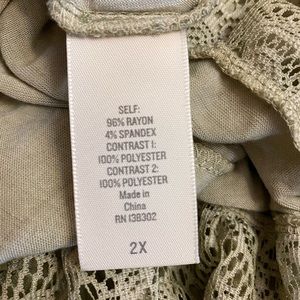 SELF:
96% RAYON
4% SPANDEX
CONTRAST 1:
100% POLYESTER
CONTRAST 2:
100% POLYESTER
Made in
China
RN 138302
2X